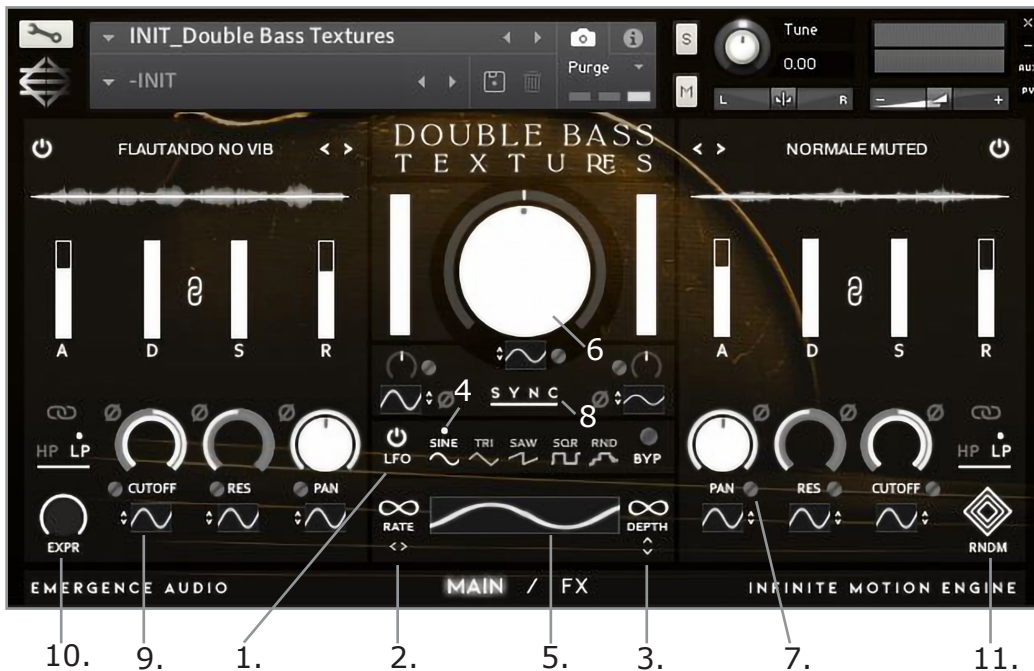 INIT_Double Bass Textures
-INIT
Purge
S
M
Tune
0.00
L R
- +
×
-
AUX
PV
DOUBLE BASS
TEXTURES
FLAUTANDO NO VIB < >
< > NORMALE MUTED
A D S R
A D S R
6
4
SYNC
8
HP LP
CUTOFF RES PAN
LFO
SINE TRI SAW SQR RND
BYP
PAN RES CUTOFF
HP LP
EXPR
RATE
< >
DEPTH
RNDM
EMERGENCE AUDIO
MAIN / FX
INFINITE MOTION ENGINE
10. 9. 1. 2. 5. 3. 7. 11.